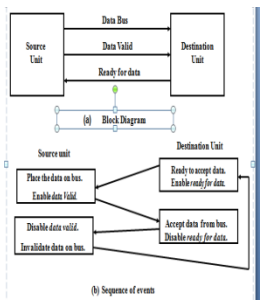 Data Bus
Source
Unit
Data Valid
Destination
Unit
Ready for data
(a) Block Diagram
Source unit
Destination Unit
Place the data on bus.
Enable data Valid.
Ready to accept data.
Enable ready for data.
Disable data valid.
Invalidate data on bus.
Accept data from bus.
Disable ready for data.
(b) Sequence of events